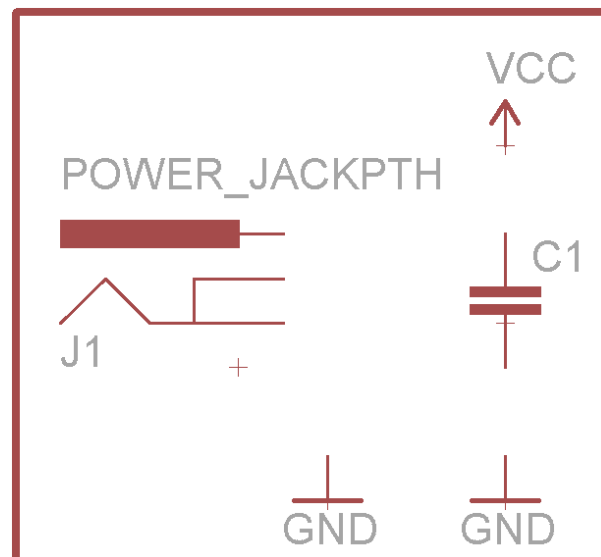 VCC
POWER_JACKPTH
C1
J1
GND
GND